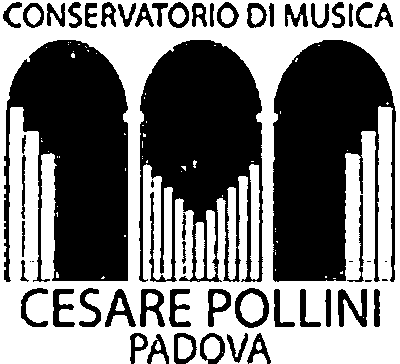 CONSERVATORIO DI MUSICA
CESARE POLLINI
PADOVA